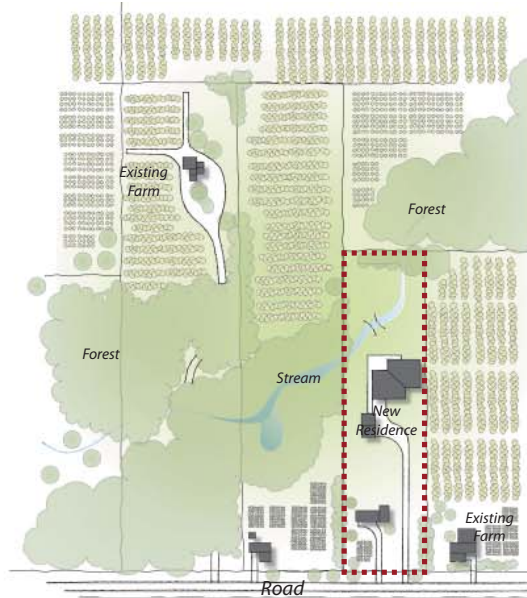 Existing
Farm
Forest
Forest
Stream
New
Residence
Existing
Farm
Road